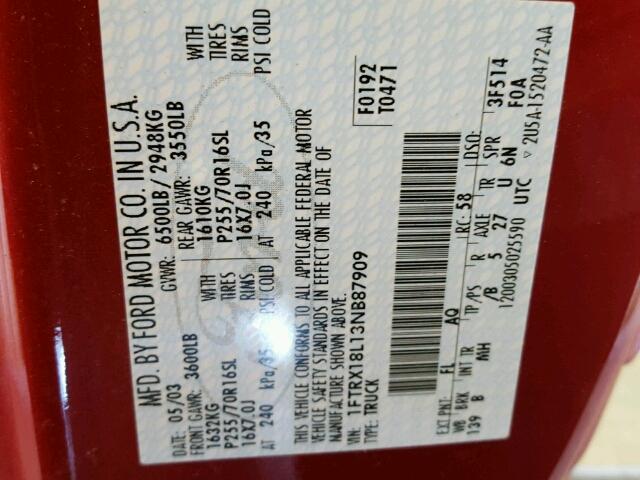 MFD. BY FORD MOTOR CO. IN U.S.A.
DATE: 05/03 GVWR: 6500LB/2948KG
FRONT GAWR: 3600LB REAR GAWR: 3550LB
1632KG 1610KG WITH
P255/70R16SL P255/70R16SL TIRES
16X7.0J 16X7.0J RIMS
AT 240 kPa/35 PSI COLD AT 240 kPa/35 PSI COLD
THIS VEHICLE CONFORMS TO ALL APPLICABLE FEDERAL MOTOR
VEHICLE SAFETY STANDARDS IN EFFECT ON THE DATE OF
MANUFACTURE SHOWN ABOVE.
VIN: 1FTRX18L13NB87909
TYPE: TRUCK
F0192
T0471
EXT PNT: FL AQ RC: 58 DSO:
WB BRK INT TR TP/PS R AXLE TR SPR 3F514
139 B MH /B 5 27 U 6N F0A
1200305025590 UTC
2U5A-1520472-AA
WITH
TIRES
RIMS